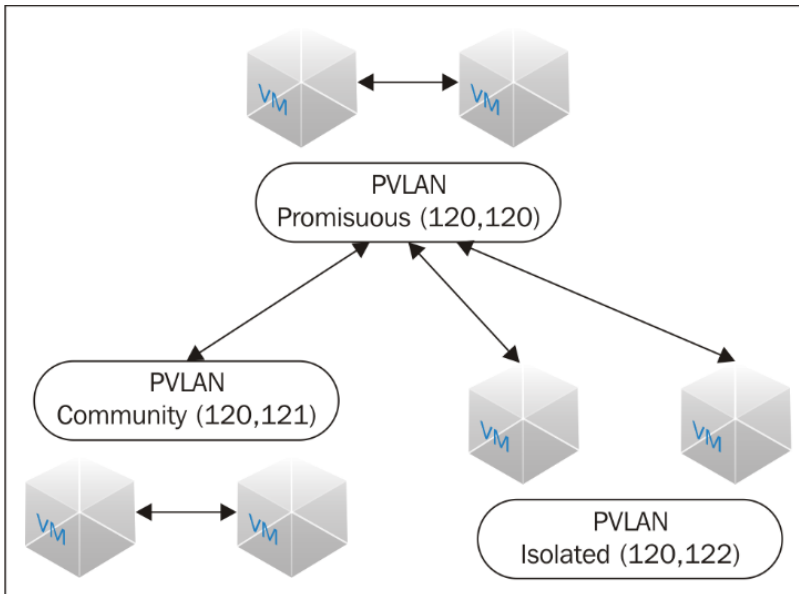 VM
VM
PVLAN
Promisuous (120,120)
PVLAN
Community (120,121)
VM
VM
VM
VM
PVLAN
Isolated (120,122)